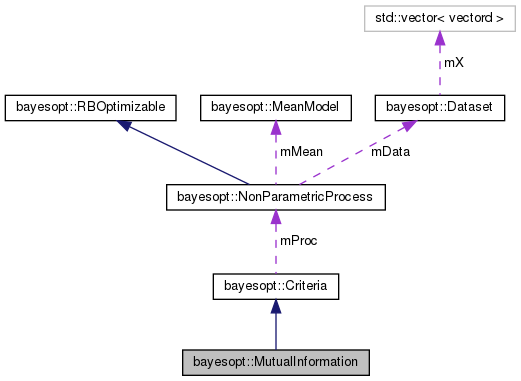 std::vector< vectord >
mX
bayesopt::RBOptimizable
bayesopt::MeanModel
bayesopt::Dataset
mMean
mData
bayesopt::NonParametricProcess
mProc
bayesopt::Criteria
bayesopt::MutualInformation